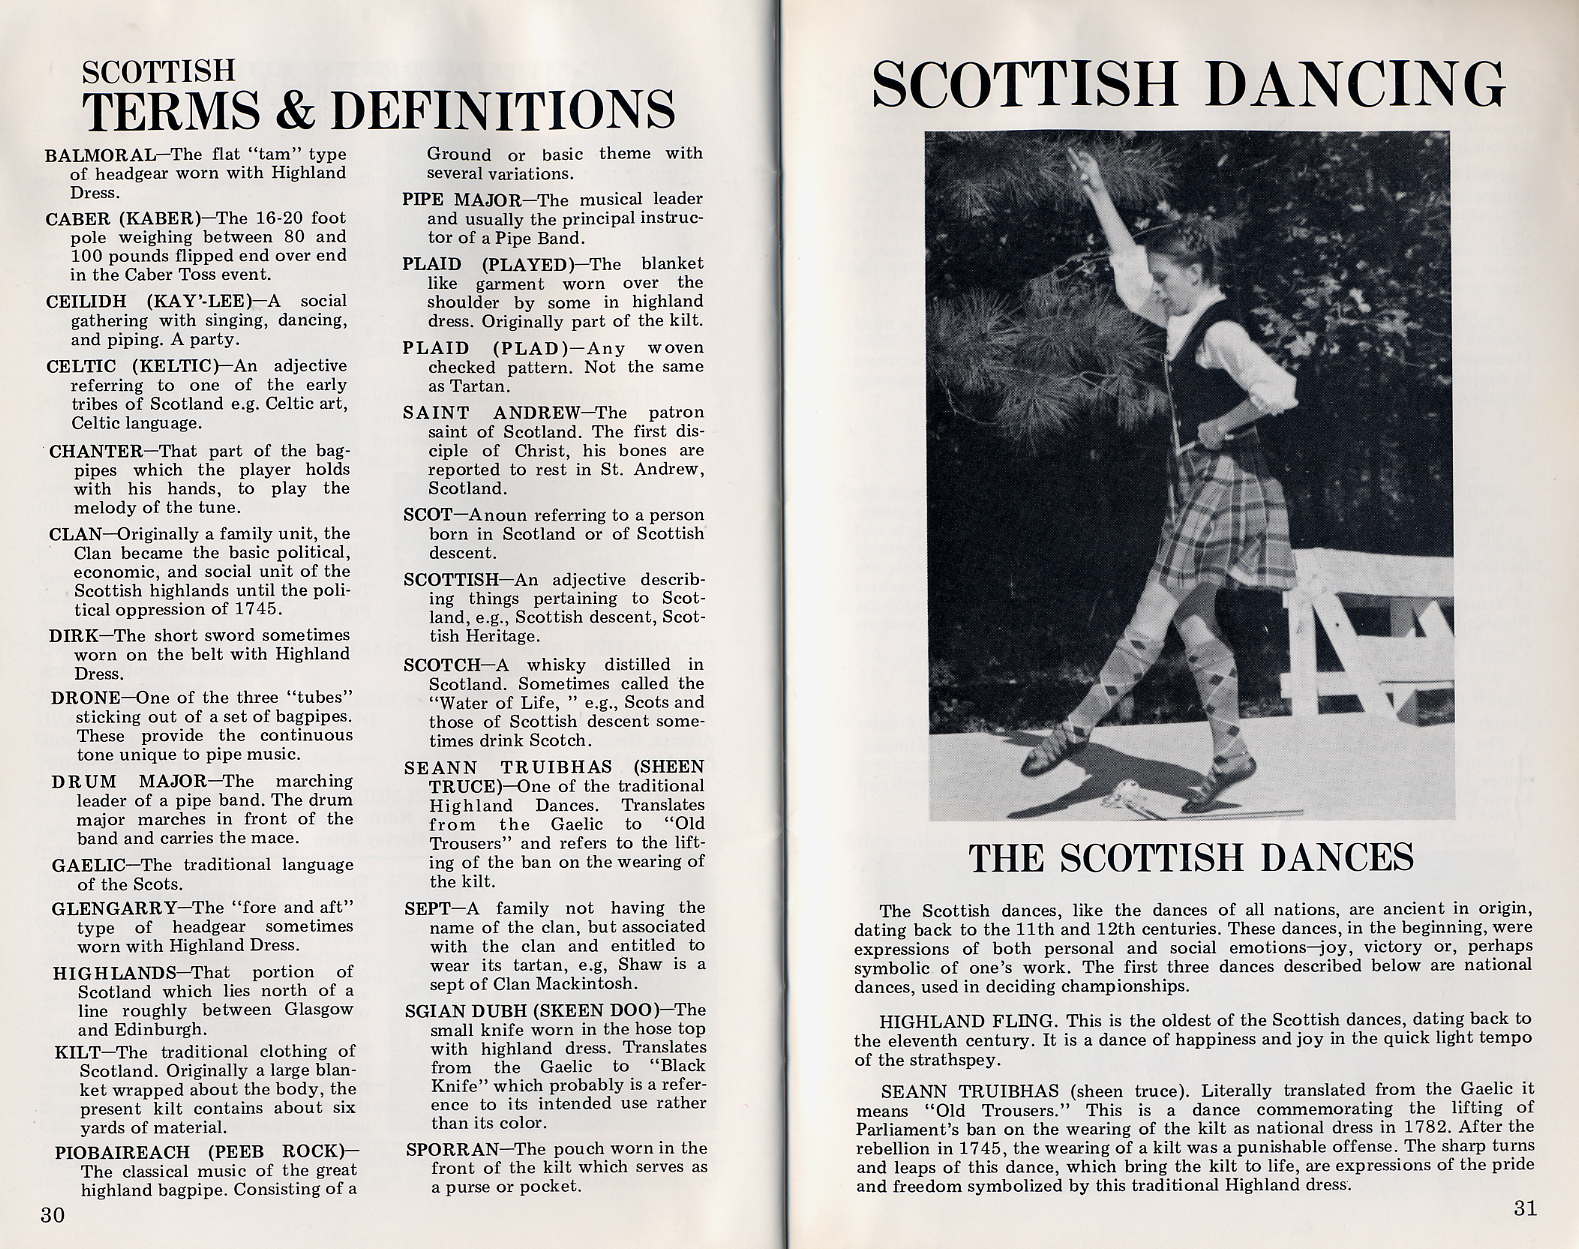 SCOTTISH
TERMS & DEFINITIONS
BALMORAL—The flat “tam” type
of headgear worn with Highland
Dress.
CABER (KABER)—The 16-20 foot
pole weighing between 80 and
100 pounds flipped end over end
in the Caber Toss event.
CEILIDH (KAY’-LEE)—A social
gathering with singing, dancing,
and piping. A party.
CELTIC (KELTIC)—An adjective
referring to one of the early
tribes of Scotland e.g. Celtic art,
Celtic language.
CHANTER—That part of the bag-
pipes which the player holds
with his hands, to play the
melody of the tune.
CLAN—Originally a family unit, the
Clan became the basic political,
economic, and social unit of the
Scottish highlands until the poli-
tical oppression of 1745.
DIRK—The short sword sometimes
worn on the belt with Highland
Dress.
DRONE—One of the three “tubes”
sticking out of a set of bagpipes.
These provide the continuous
tone unique to pipe music.
DRUM MAJOR—The marching
leader of a pipe band. The drum
major marches in front of the
band and carries the mace.
GAELIC—The traditional language
of the Scots.
GLENGARRY—The “fore and aft”
type of headgear sometimes
worn with Highland Dress.
HIGHLANDS—That portion of
Scotland which lies north of a
line roughly between Glasgow
and Edinburgh.
KILT—The traditional clothing of
Scotland. Originally a large blan-
ket wrapped about the body, the
present kilt contains about six
yards of material.
PIOBAIREACH (PEEB ROCK)—
The classical music of the great
highland bagpipe. Consisting of a
30
Ground or basic theme with
several variations.
PIPE MAJOR—The musical leader
and usually the principal instruc-
tor of a Pipe Band.
PLAID (PLAYED)—The blanket
like garment worn over the
shoulder by some in highland
dress. Originally part of the kilt.
PLAID (PLAD)—Any woven
checked pattern. Not the same
as Tartan.
SAINT ANDREW—The patron
saint of Scotland. The first dis-
ciple of Christ, his bones are
reported to rest in St. Andrew,
Scotland.
SCOT—A noun referring to a person
born in Scotland or of Scottish
descent.
SCOTTISH—An adjective describ-
ing things pertaining to Scot-
land, e.g., Scottish descent, Scot-
tish Heritage.
SCOTCH—A whisky distilled in
Scotland. Sometimes called the
“Water of Life, ” e.g., Scots and
those of Scottish descent some-
times drink Scotch.
SEANN TRUIBHAS (SHEEN
TRUCE)—One of the traditional
Highland Dances. Translates
from the Gaelic to “Old
Trousers” and refers to the lift-
ing of the ban on the wearing of
the kilt.
SEPT—A family not having the
name of the clan, but associated
with the clan and entitled to
wear its tartan, e.g, Shaw is a
sept of Clan Mackintosh.
SGIAN DUBH (SKEEN DOO)—The
small knife worn in the hose top
with highland dress. Translates
from the Gaelic to “Black
Knife” which probably is a refer-
ence to its intended use rather
than its color.
SPORRAN—The pouch worn in the
front of the kilt which serves as
a purse or pocket.
SCOTTISH DANCING
THE SCOTTISH DANCES
The Scottish dances, like the dances of all nations, are ancient in origin,
dating back to the 11th and 12th centuries. These dances, in the beginning, were
expressions of both personal and social emotions—joy, victory or, perhaps
symbolic of one’s work. The first three dances described below are national
dances, used in deciding championships.
HIGHLAND FLING. This is the oldest of the Scottish dances, dating back to
the eleventh century. It is a dance of happiness and joy in the quick light tempo
of the strathspey.
SEANN TRUIBHAS (sheen truce). Literally translated from the Gaelic it
means “Old Trousers.” This is a dance commemorating the lifting of
Parliament’s ban on the wearing of the kilt as national dress in 1782. After the
rebellion in 1745, the wearing of a kilt was a punishable offense. The sharp turns
and leaps of this dance, which bring the kilt to life, are expressions of the pride
and freedom symbolized by this traditional Highland dress.
31